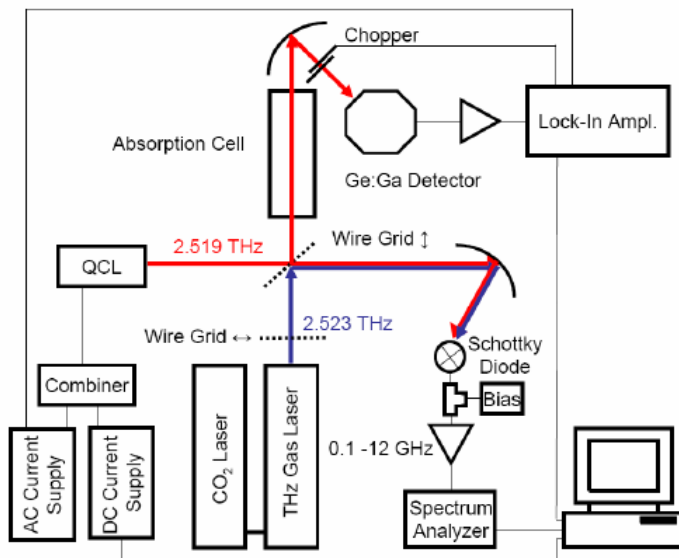 Chopper
Absorption Cell
Lock-In Ampl.
Ge:Ga Detector
2.519 THz
Wire Grid ↕
QCL
Wire Grid ↔
2.523 THz
Schottky
Diode
Combiner
Bias
AC Current
Supply
DC Current
Supply
CO₂ Laser
THz Gas Laser
0.1 -12 GHz
Spectrum
Analyzer